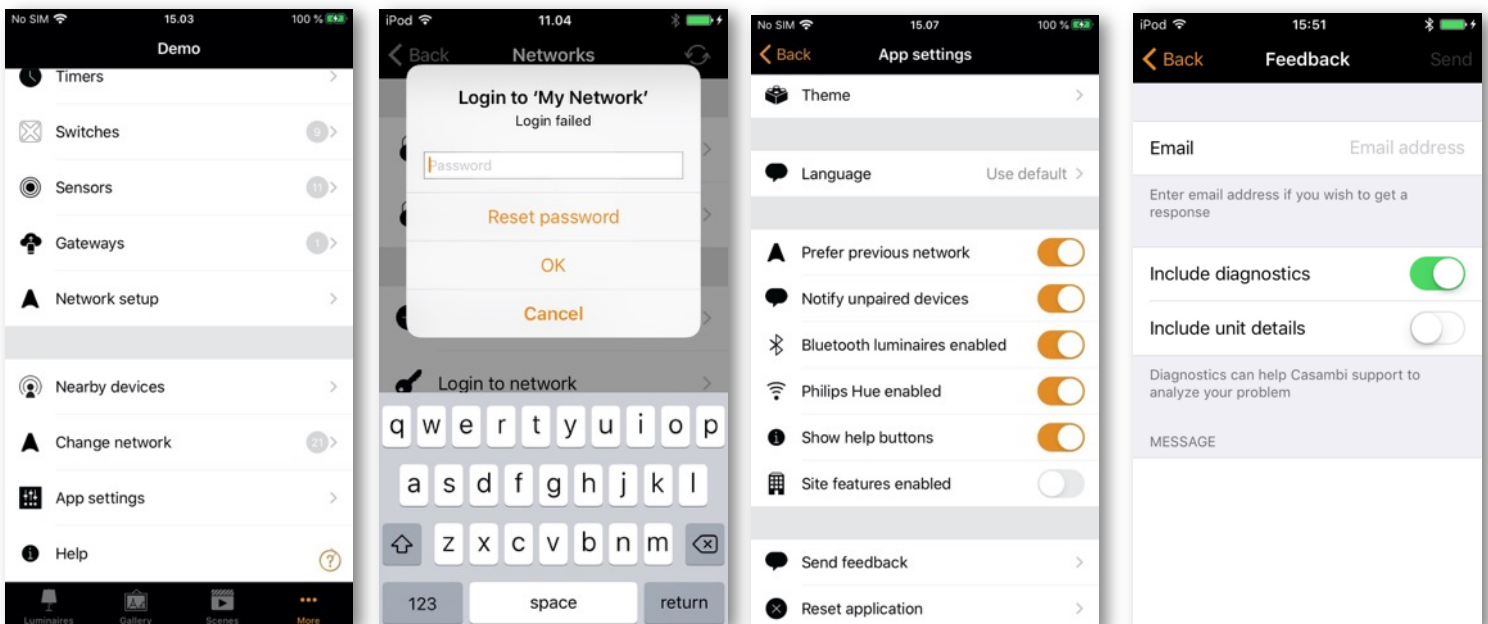 No SIM 15.03 100 %
Demo
Timers
Switches 9
Sensors 11
Gateways 1
Network setup
Nearby devices
Change network 21
App settings
Help ?
Luminaires Gallery Scenes More
iPod 11.04
Back Networks
Login to ‘My Network’
Login failed
Password
Reset password
OK
Cancel
Login to network
q w e r t y u i o p
a s d f g h j k l
z x c v b n m
123 space return
No SIM 15.07 100 %
Back App settings
Theme
Language Use default
Prefer previous network
Notify unpaired devices
Bluetooth luminaires enabled
Philips Hue enabled
Show help buttons
Site features enabled
Send feedback
Reset application
iPod 15:51
Back Feedback Send
Email Email address
Enter email address if you wish to get a
response
Include diagnostics
Include unit details
Diagnostics can help Casambi support to
analyze your problem
MESSAGE